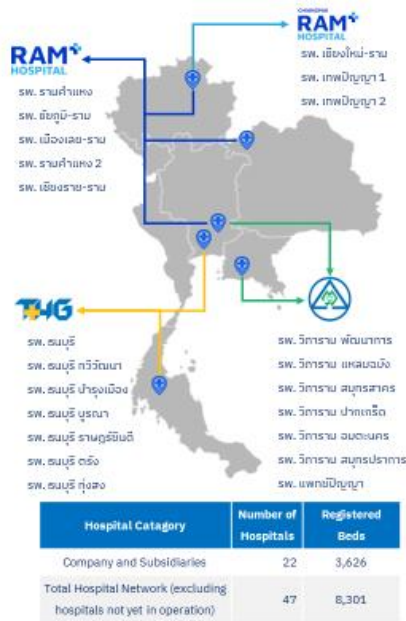 CHIANGMAI
RAM
HOSPITAL
รพ. เชียงใหม่-ราม
รพ. เทพปัญญา 1
รพ. เทพปัญญา 2
RAM
HOSPITAL
รพ. รามคำแหง
รพ. ชัยภูมิ-ราม
รพ. เมืองเลย-ราม
รพ. รามคำแหง 2
รพ. เชียงราย-ราม
THG
รพ. ธนบุรี
รพ. ธนบุรี ทวีวัฒนา
รพ. ธนบุรี บำรุงเมือง
รพ. ธนบุรี บูรณา
รพ. ธนบุรี ราษฎร์ยินดี
รพ. ธนบุรี ตรัง
รพ. ธนบุรี ทุ่งสง
รพ. วิภาราม พัฒนาการ
รพ. วิภาราม แหลมฉบัง
รพ. วิภาราม สมุทรสาคร
รพ. วิภาราม ปากเกร็ด
รพ. วิภาราม อมตะนคร
รพ. วิภาราม สมุทรปราการ
รพ. แพทย์ปัญญา
Hospital Catagory Number of Hospitals Registered Beds
Company and Subsidiaries 22 3,626
Total Hospital Network (excluding
hospitals not yet in operation) 47 8,301